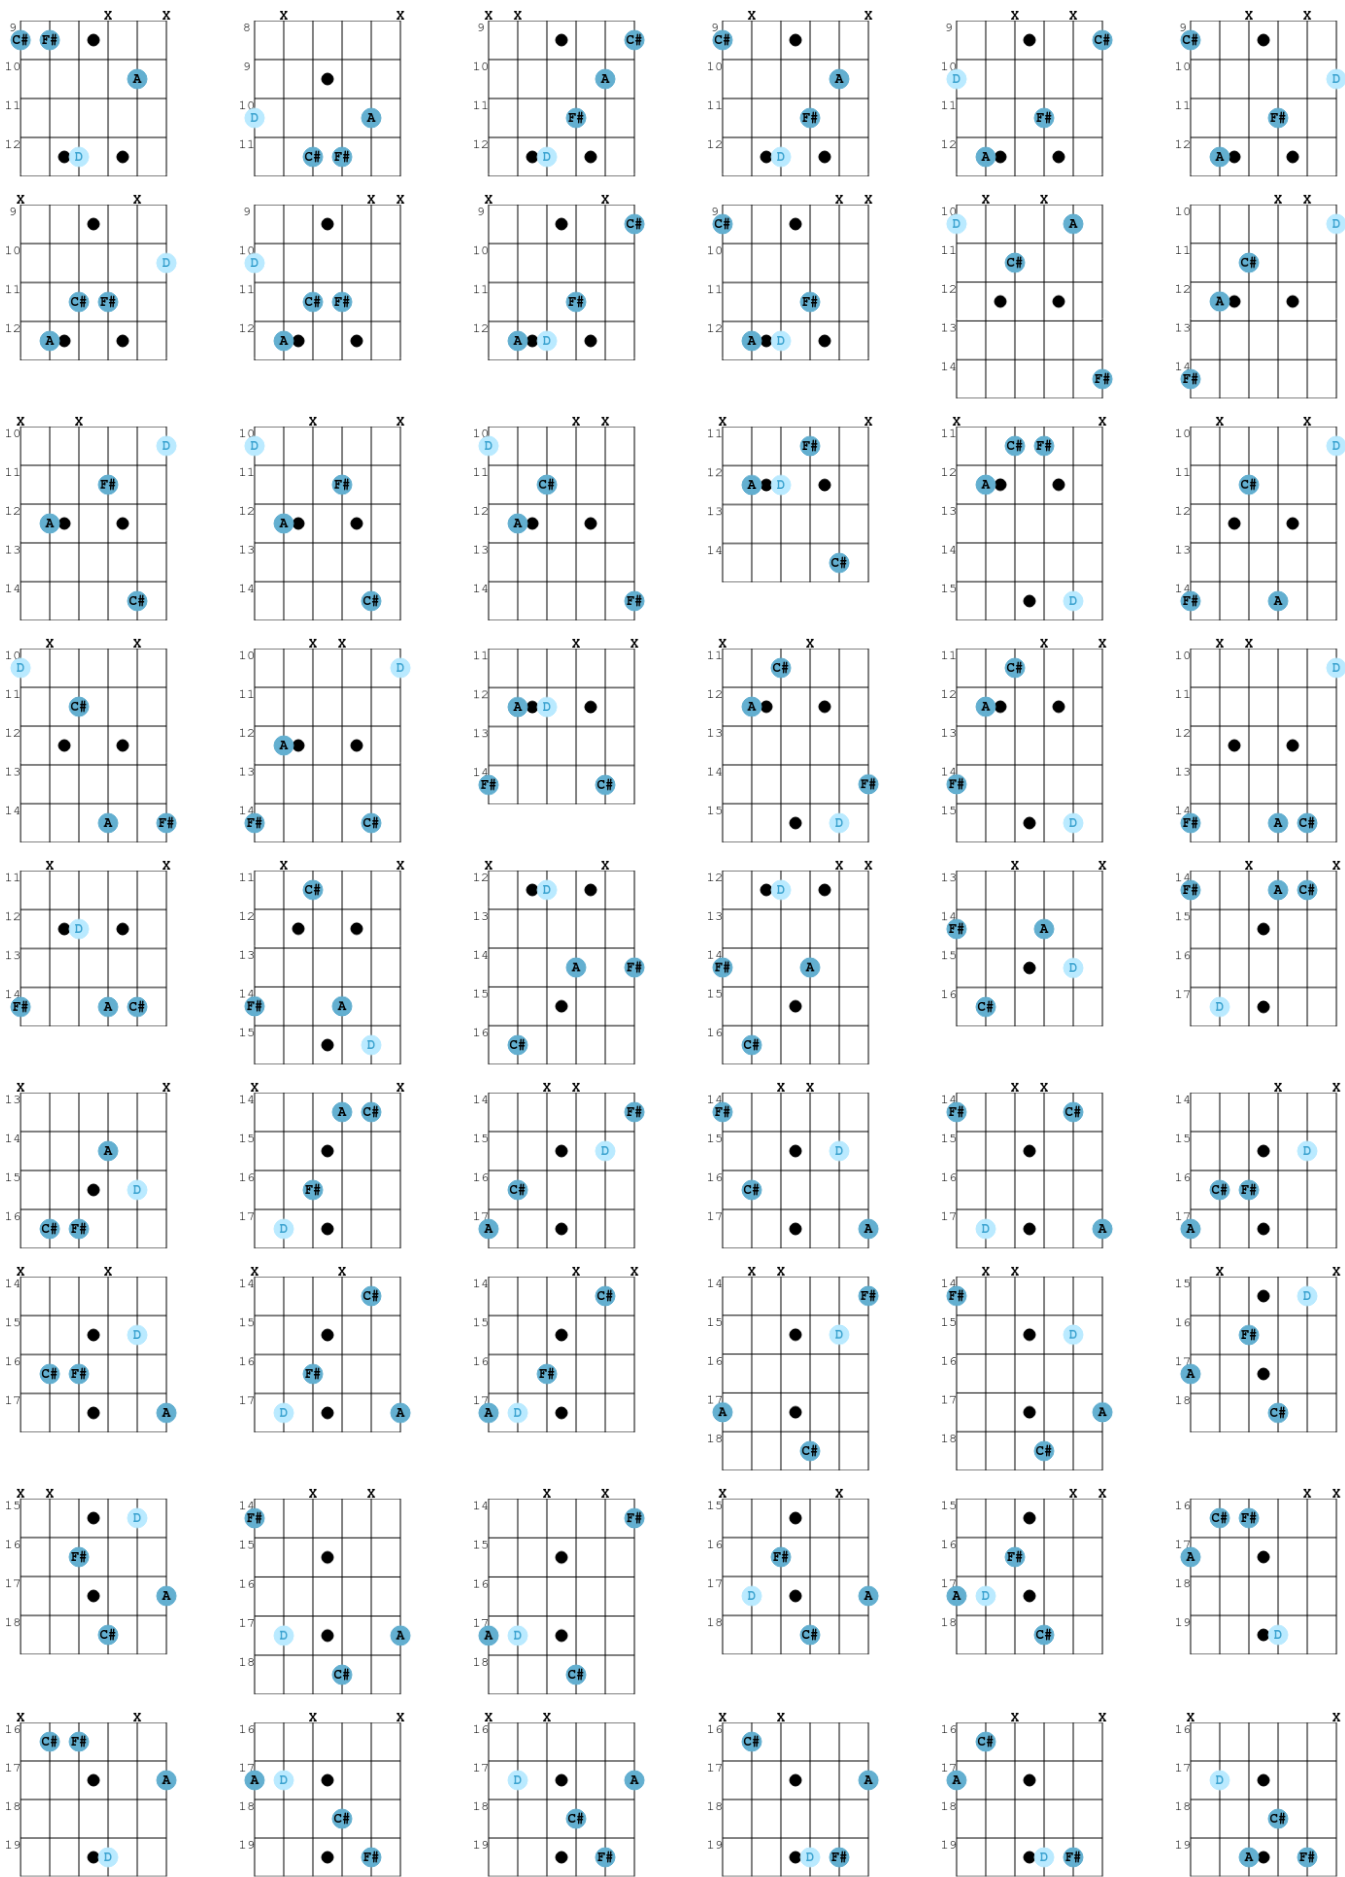 X X X X X X X X X X X X
9 C# F# 8 9 C# 9 C# 9 C# 9 C#
10 A 9 10 A 10 A 10 D 10 D
11 10 D A 11 F# 11 F# 11 F# 11 F#
12 D 11 C# F# 12 D 12 D 12 A 12 A
X X X X X X X X X X X X
9 9 9 C# 9 C# 10 D A 10 D
10 D 10 D 10 10 11 C# 11 C#
11 C# F# 11 C# F# 11 F# 11 F# 12 12 A
12 A 12 A 12 A D 12 A D 13 13
14 F# 14 F#
X X X X X X X X X X X X
10 D 10 D 10 D 11 F# 11 C# F# 10 D
11 F# 11 F# 11 C# 12 A D 12 A 11 C#
12 A 12 A 12 A 13 13 12
13 13 13 14 C# 14 13
14 C# 14 C# 14 F# 15 D 14 F# A
X X X X X X X X X X X X
10 D 10 D 11 11 C# 11 C# 10 D
11 C# 11 12 A D 12 A 12 A 11
12 12 A 13 13 13 12
13 13 14 F# C# 14 F# 14 F# 13
14 A F# 14 F# C# 15 D 15 D 14 F# A C#
X X X X X X X X X X X X
11 11 C# 12 D 12 D 13 14 F# A C#
12 D 12 13 13 14 F# A 15
13 13 14 A F# 14 F# A 15 D 16
14 F# A C# 14 F# A 15 15 16 C# 17 D
15 D 16 C# 16 C#
X X X X X X X X X X X X
13 14 A C# 14 F# 14 F# 14 F# C# 14
14 A 15 15 D 15 D 15 15 D
15 D 16 F# 16 C# 16 C# 16 16 C# F#
16 C# F# 17 D 17 A 17 A 17 D A 17 A
X X X X X X X X X X X X
14 14 C# 14 C# 14 F# 14 F# 15 D
15 D 15 15 15 D 15 D 16 F#
16 C# F# 16 F# 16 F# 16 16 17 A
17 A 17 D A 17 A D 17 A 17 A 18 C#
18 C# 18 C#
X X X X X X X X X X X X
15 D 14 F# 14 F# 15 15 16 C# F#
16 F# 15 15 16 F# 16 F# 17 A
17 A 16 16 17 D A 17 A D 18
18 C# 17 D A 17 A D 18 C# 18 C# 19 D
18 C# 18 C#
X X X X X X X X X X X X
16 C# F# 16 16 16 C# 16 C# 16
17 A 17 A D 17 D A 17 A 17 A 17 D
18 18 C# 18 C# 18 18 18 C#
19 D 19 F# 19 F# 19 D F# 19 D F# 19 A F#